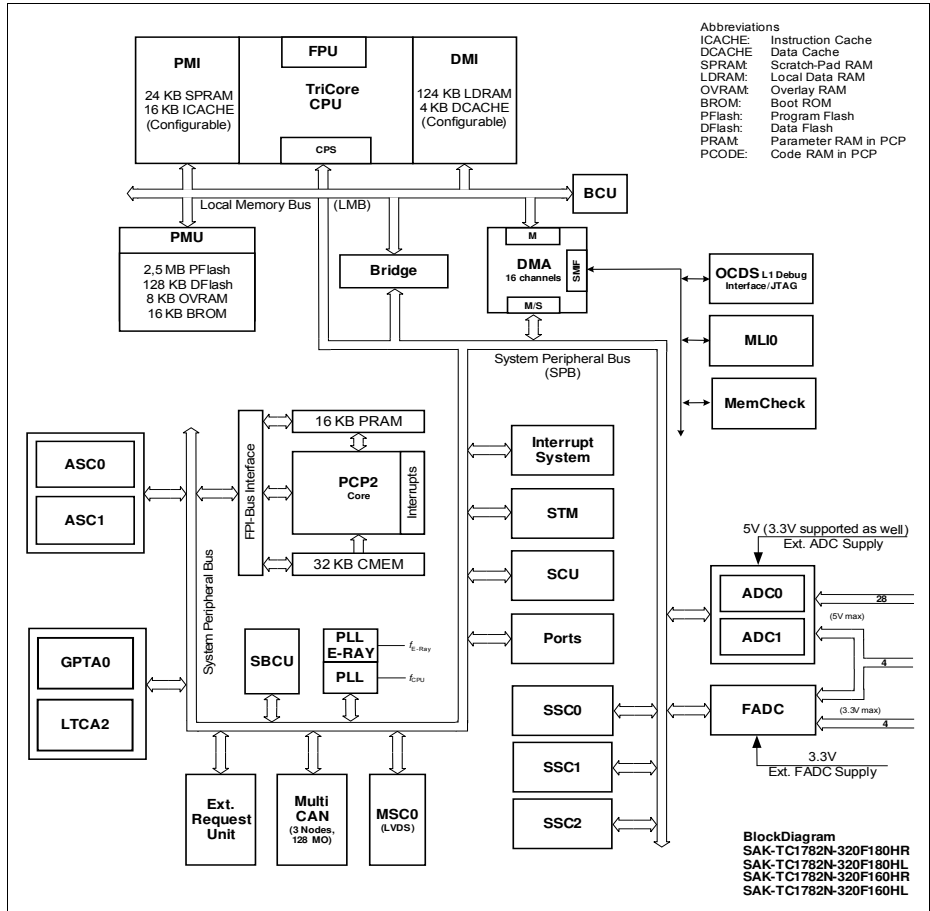 Abbreviations
ICACHE: Instruction Cache
DCACHE Data Cache
SPRAM: Scratch-Pad RAM
LDRAM: Local Data RAM
OVRAM: Overlay RAM
BROM: Boot ROM
PFlash: Program Flash
DFlash: Data Flash
PRAM: Parameter RAM in PCP
PCODE: Code RAM in PCP
PMI
24 KB SPRAM
16 KB ICACHE
(Configurable)
FPU
TriCore
CPU
CPS
DMI
124 KB LDRAM
4 KB DCACHE
(Configurable)
Local Memory Bus (LMB)
BCU
PMU
2,5 MB PFlash
128 KB DFlash
8 KB OVRAM
16 KB BROM
Bridge
M
DMA
16 channels
SMIF
M/S
OCDS L1 Debug
Interface/JTAG
MLI0
MemCheck
System Peripheral Bus
(SPB)
ASC0
ASC1
FPI-Bus Interface
16 KB PRAM
PCP2
Core
Interrupts
32 KB CMEM
Interrupt
System
STM
SCU
Ports
5V (3.3V supported as well)
Ext. ADC Supply
ADC0
ADC1
28
(5V max)
4
GPTA0
LTCA2
System Peripheral Bus
SBCU
PLL
E-RAY
PLL
fE-Ray
fCPU
SSC0
SSC1
SSC2
FADC
(3.3V max)
4
3.3V
Ext. FADC Supply
Ext.
Request
Unit
Multi
CAN
(3 Nodes,
128 MO)
MSC0
(LVDS)
BlockDiagram
SAK-TC1782N-320F180HR
SAK-TC1782N-320F180HL
SAK-TC1782N-320F160HR
SAK-TC1782N-320F160HL